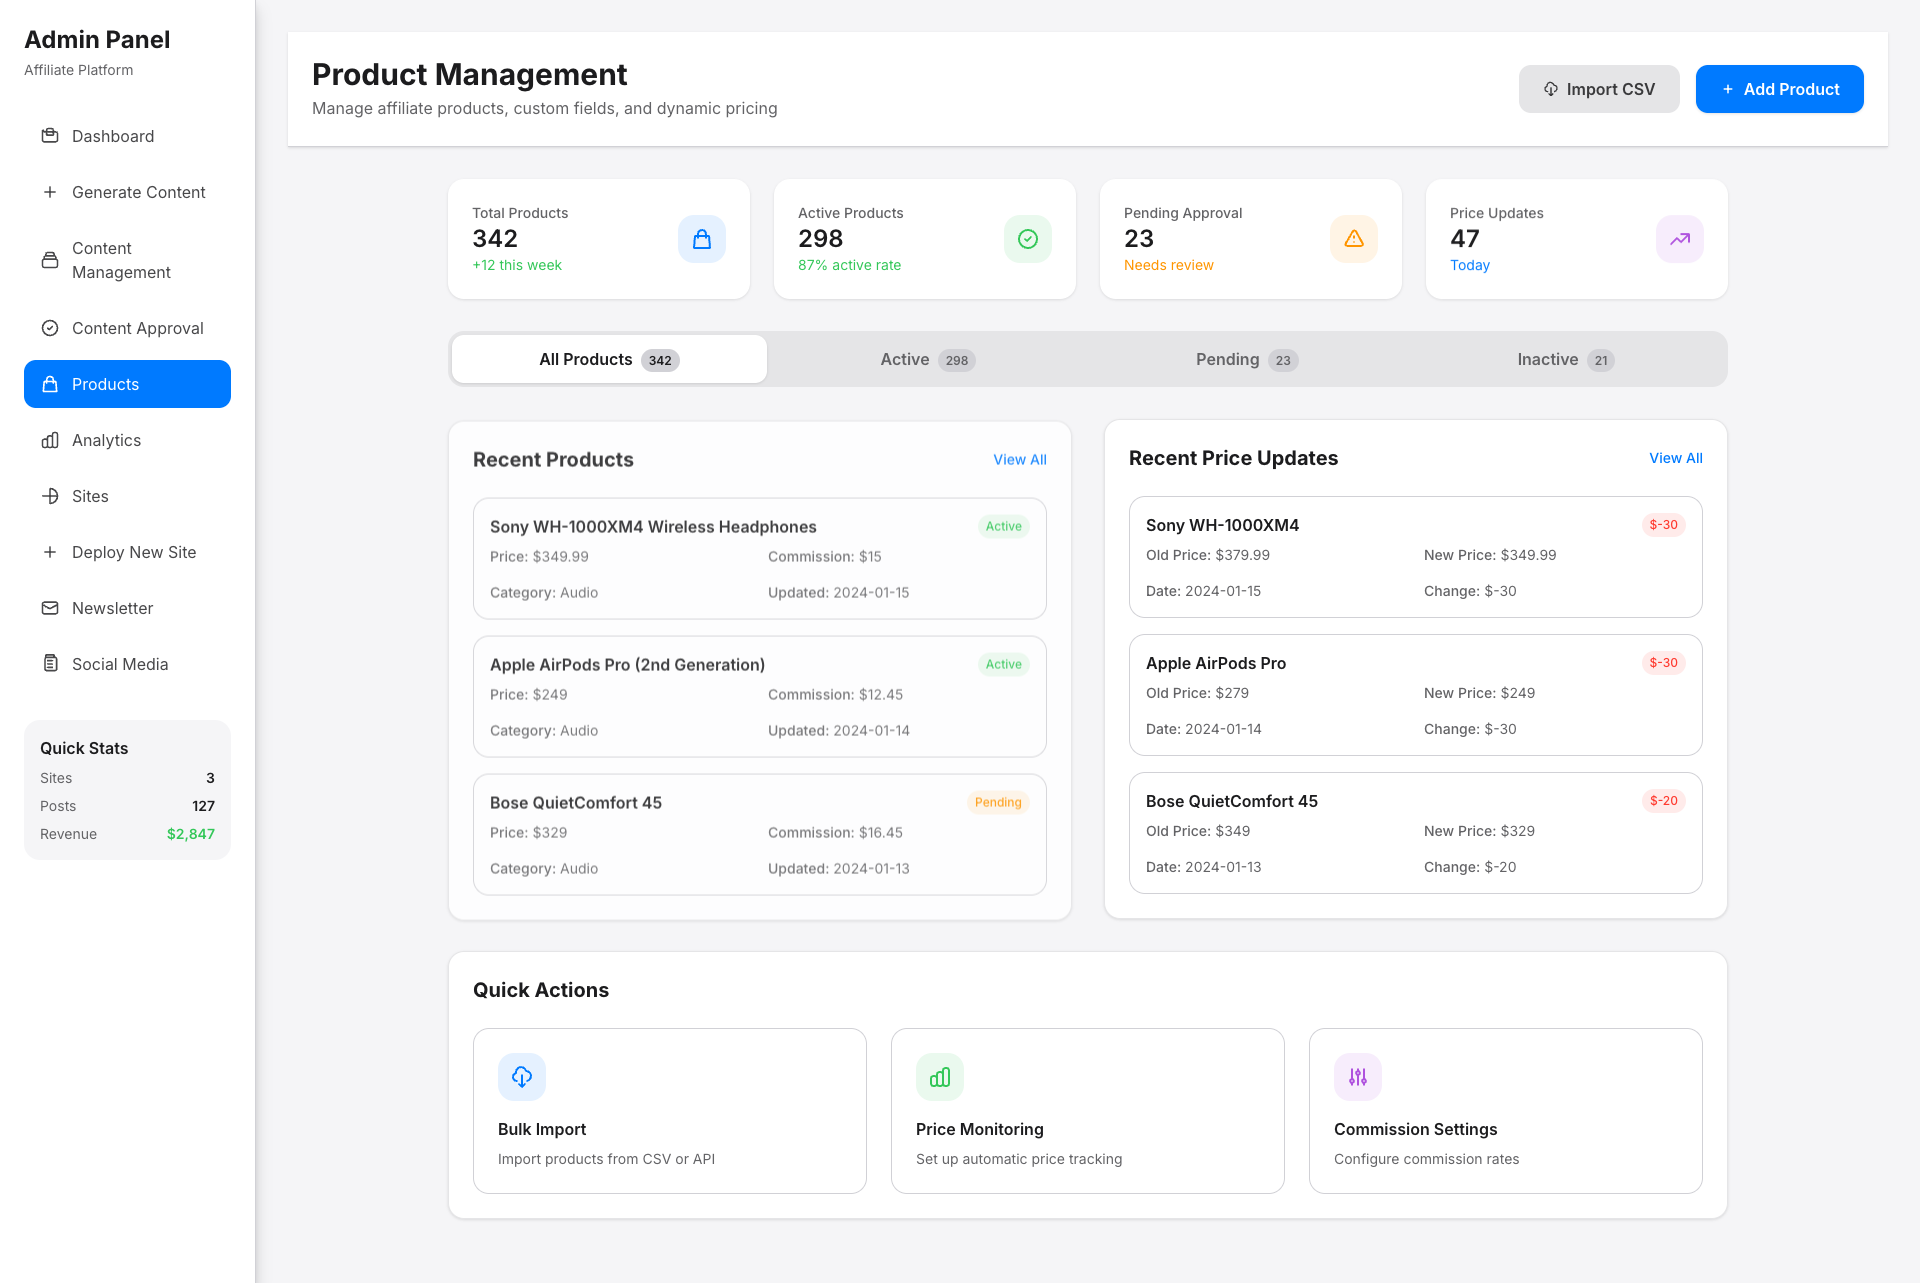 Admin Panel
Affiliate Platform
Dashboard
Generate Content
Content
Management
Content Approval
Products
Analytics
Sites
Deploy New Site
Newsletter
Social Media
Quick Stats
Sites 3
Posts 127
Revenue $2,847
Product Management
Manage affiliate products, custom fields, and dynamic pricing
Import CSV
+ Add Product
Total Products
342
+12 this week
Active Products
298
87% active rate
Pending Approval
23
Needs review
Price Updates
47
Today
All Products 342
Active 298
Pending 23
Inactive 21
Recent Products
View All
Sony WH-1000XM4 Wireless Headphones Active
Price: $349.99 Commission: $15
Category: Audio Updated: 2024-01-15
Apple AirPods Pro (2nd Generation) Active
Price: $249 Commission: $12.45
Category: Audio Updated: 2024-01-14
Bose QuietComfort 45 Pending
Price: $329 Commission: $16.45
Category: Audio Updated: 2024-01-13
Recent Price Updates
View All
Sony WH-1000XM4 $-30
Old Price: $379.99 New Price: $349.99
Date: 2024-01-15 Change: $-30
Apple AirPods Pro $-30
Old Price: $279 New Price: $249
Date: 2024-01-14 Change: $-30
Bose QuietComfort 45 $-20
Old Price: $349 New Price: $329
Date: 2024-01-13 Change: $-20
Quick Actions
Bulk Import
Import products from CSV or API
Price Monitoring
Set up automatic price tracking
Commission Settings
Configure commission rates